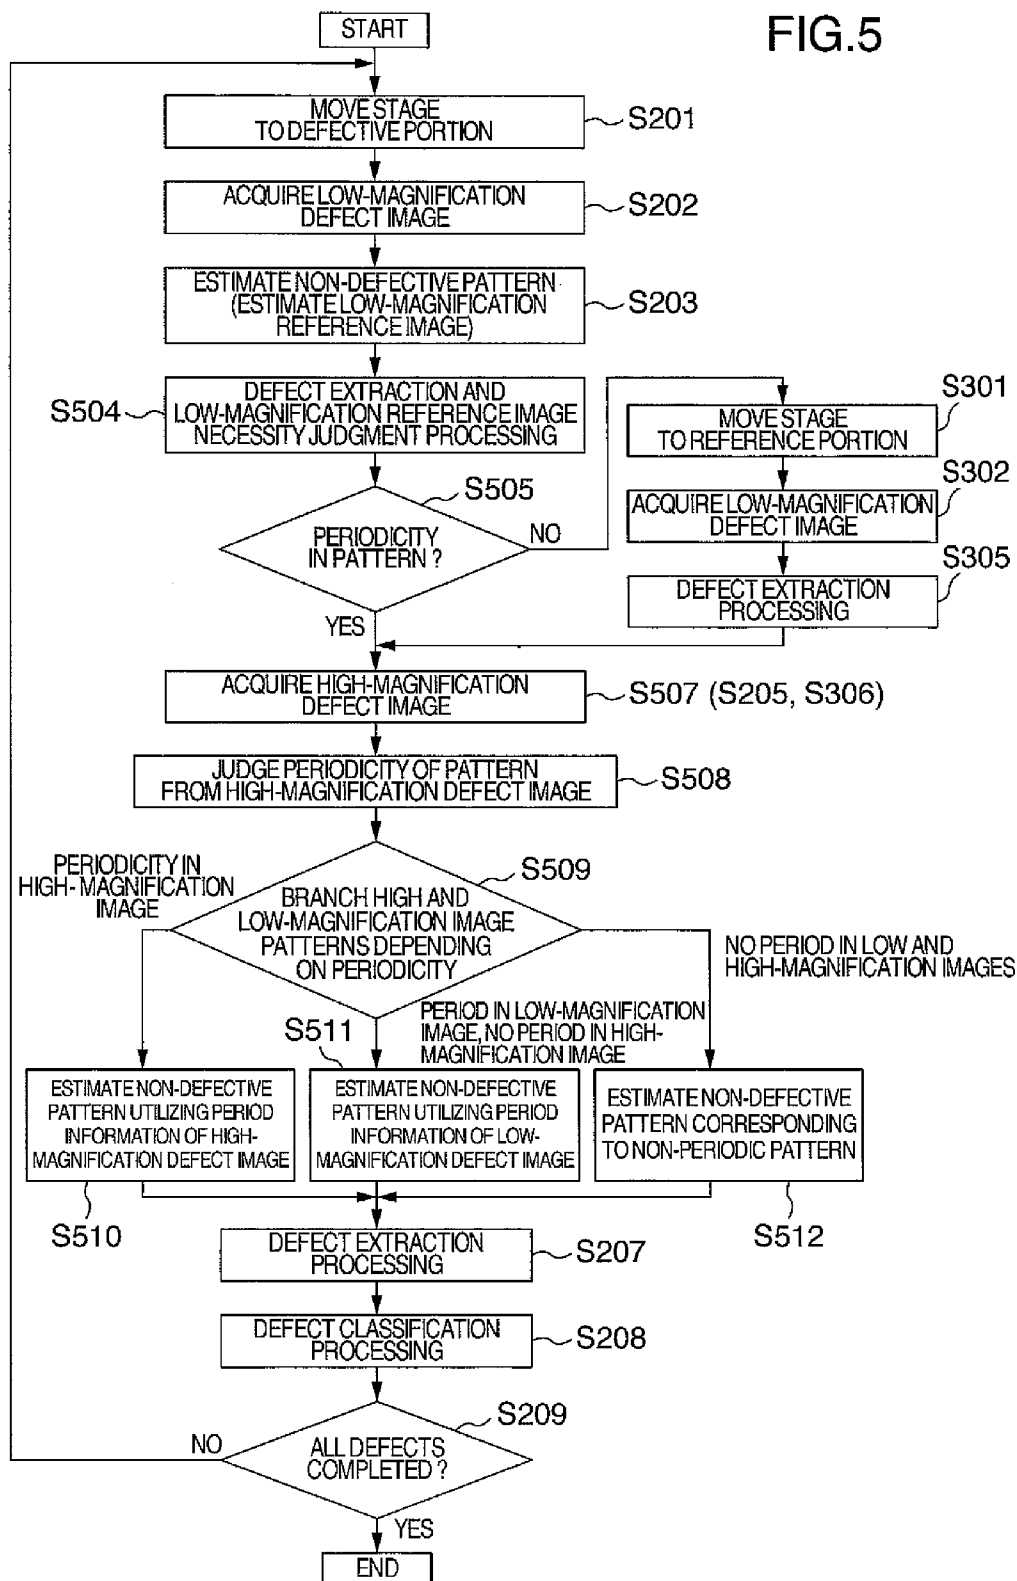 FIG.5
START
MOVE STAGE
TO DEFECTIVE PORTION
S201
ACQUIRE LOW-MAGNIFICATION
DEFECT IMAGE
S202
ESTIMATE NON-DEFECTIVE PATTERN
(ESTIMATE LOW-MAGNIFICATION
REFERENCE IMAGE)
S203
DEFECT EXTRACTION AND
LOW-MAGNIFICATION REFERENCE IMAGE
NECESSITY JUDGMENT PROCESSING
S504
S505
PERIODICITY
IN PATTERN ?
NO
YES
S301
MOVE STAGE
TO REFERENCE PORTION
S302
ACQUIRE LOW-MAGNIFICATION
DEFECT IMAGE
S305
DEFECT EXTRACTION
PROCESSING
ACQUIRE HIGH-MAGNIFICATION
DEFECT IMAGE
S507 (S205, S306)
JUDGE PERIODICITY OF PATTERN
FROM HIGH-MAGNIFICATION DEFECT IMAGE
S508
S509
BRANCH HIGH AND
LOW-MAGNIFICATION IMAGE
PATTERNS DEPENDING
ON PERIODICITY
PERIODICITY IN
HIGH- MAGNIFICATION
IMAGE
PERIOD IN LOW-MAGNIFICATION
IMAGE, NO PERIOD IN HIGH-
MAGNIFICATION IMAGE
NO PERIOD IN LOW AND
HIGH-MAGNIFICATION IMAGES
S511
ESTIMATE NON-DEFECTIVE
PATTERN UTILIZING PERIOD
INFORMATION OF HIGH-
MAGNIFICATION DEFECT IMAGE
S510
ESTIMATE NON-DEFECTIVE
PATTERN UTILIZING PERIOD
INFORMATION OF LOW-
MAGNIFICATION DEFECT IMAGE
ESTIMATE NON-DEFECTIVE
PATTERN CORRESPONDING
TO NON-PERIODIC PATTERN
S512
DEFECT EXTRACTION
PROCESSING
S207
DEFECT CLASSIFICATION
PROCESSING
S208
S209
ALL DEFECTS
COMPLETED ?
NO
YES
END